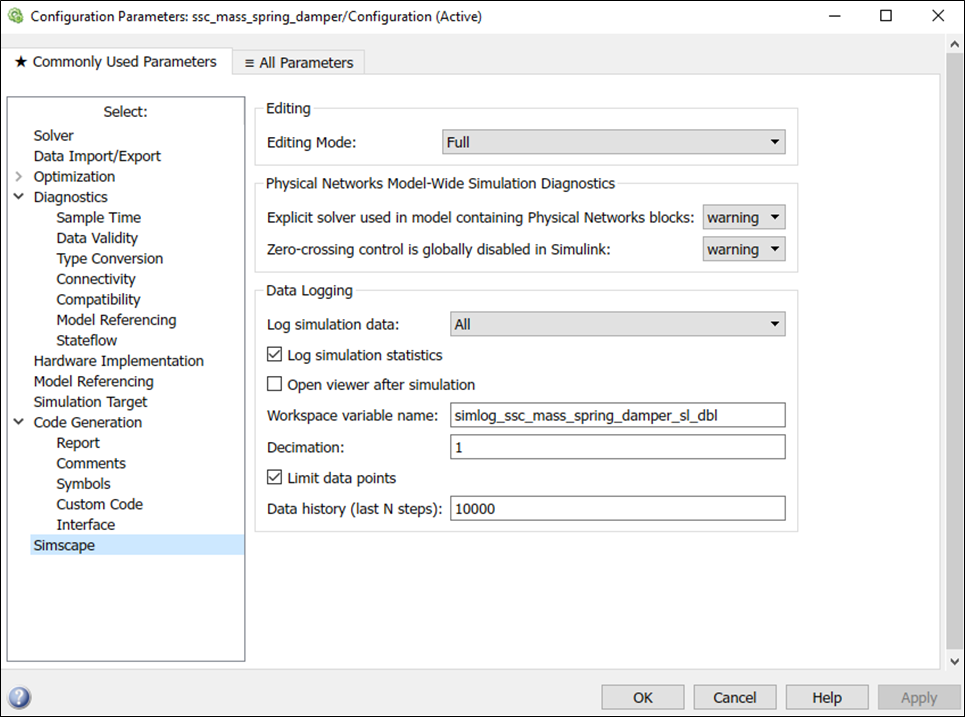 Configuration Parameters: ssc_mass_spring_damper/Configuration (Active)
★ Commonly Used Parameters
≡ All Parameters
Select:
Solver
Data Import/Export
Optimization
Diagnostics
Sample Time
Data Validity
Type Conversion
Connectivity
Compatibility
Model Referencing
Stateflow
Hardware Implementation
Model Referencing
Simulation Target
Code Generation
Report
Comments
Symbols
Custom Code
Interface
Simscape
Editing
Editing Mode: Full
Physical Networks Model-Wide Simulation Diagnostics
Explicit solver used in model containing Physical Networks blocks: warning
Zero-crossing control is globally disabled in Simulink: warning
Data Logging
Log simulation data: All
Log simulation statistics
Open viewer after simulation
Workspace variable name: simlog_ssc_mass_spring_damper_sl_dbl
Decimation: 1
Limit data points
Data history (last N steps): 10000
?
OK Cancel Help Apply